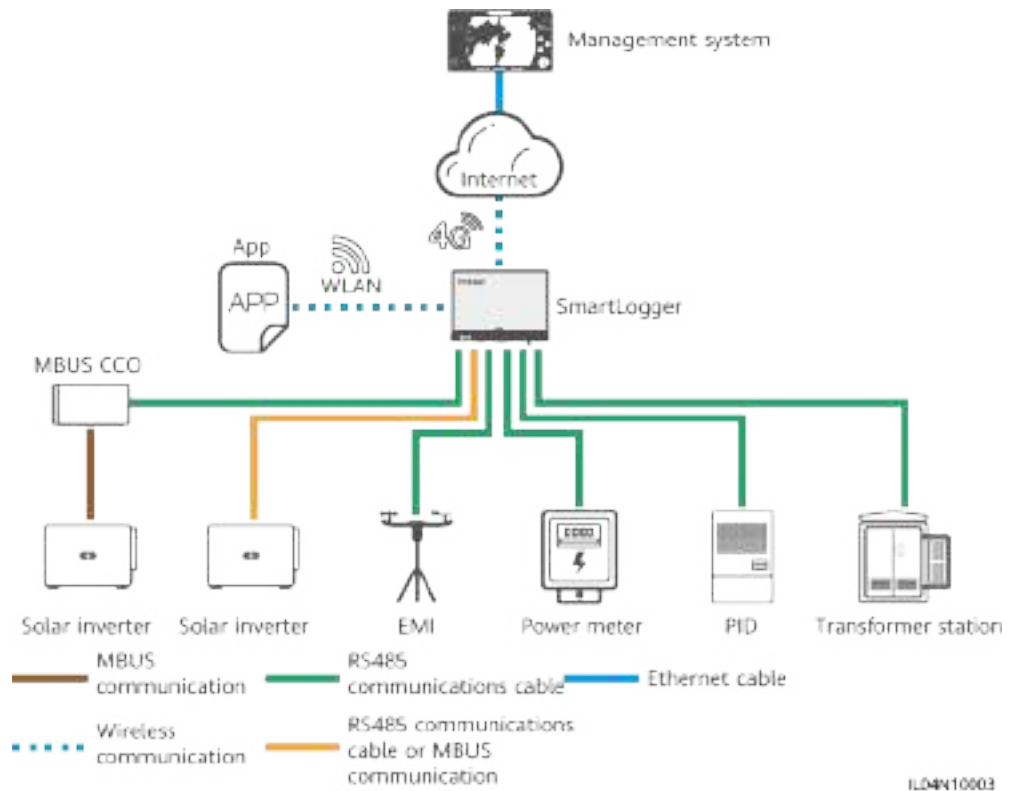 Management system
Internet
4G
App
WLAN
APP
SmartLogger
MBUS CCO
Solar inverter
Solar inverter
EMI
Power meter
PID
Transformer station
MBUS
communication
RS485
communications cable
Ethernet cable
Wireless
communication
RS485 communications
cable or MBUS
communication
IL04N10003